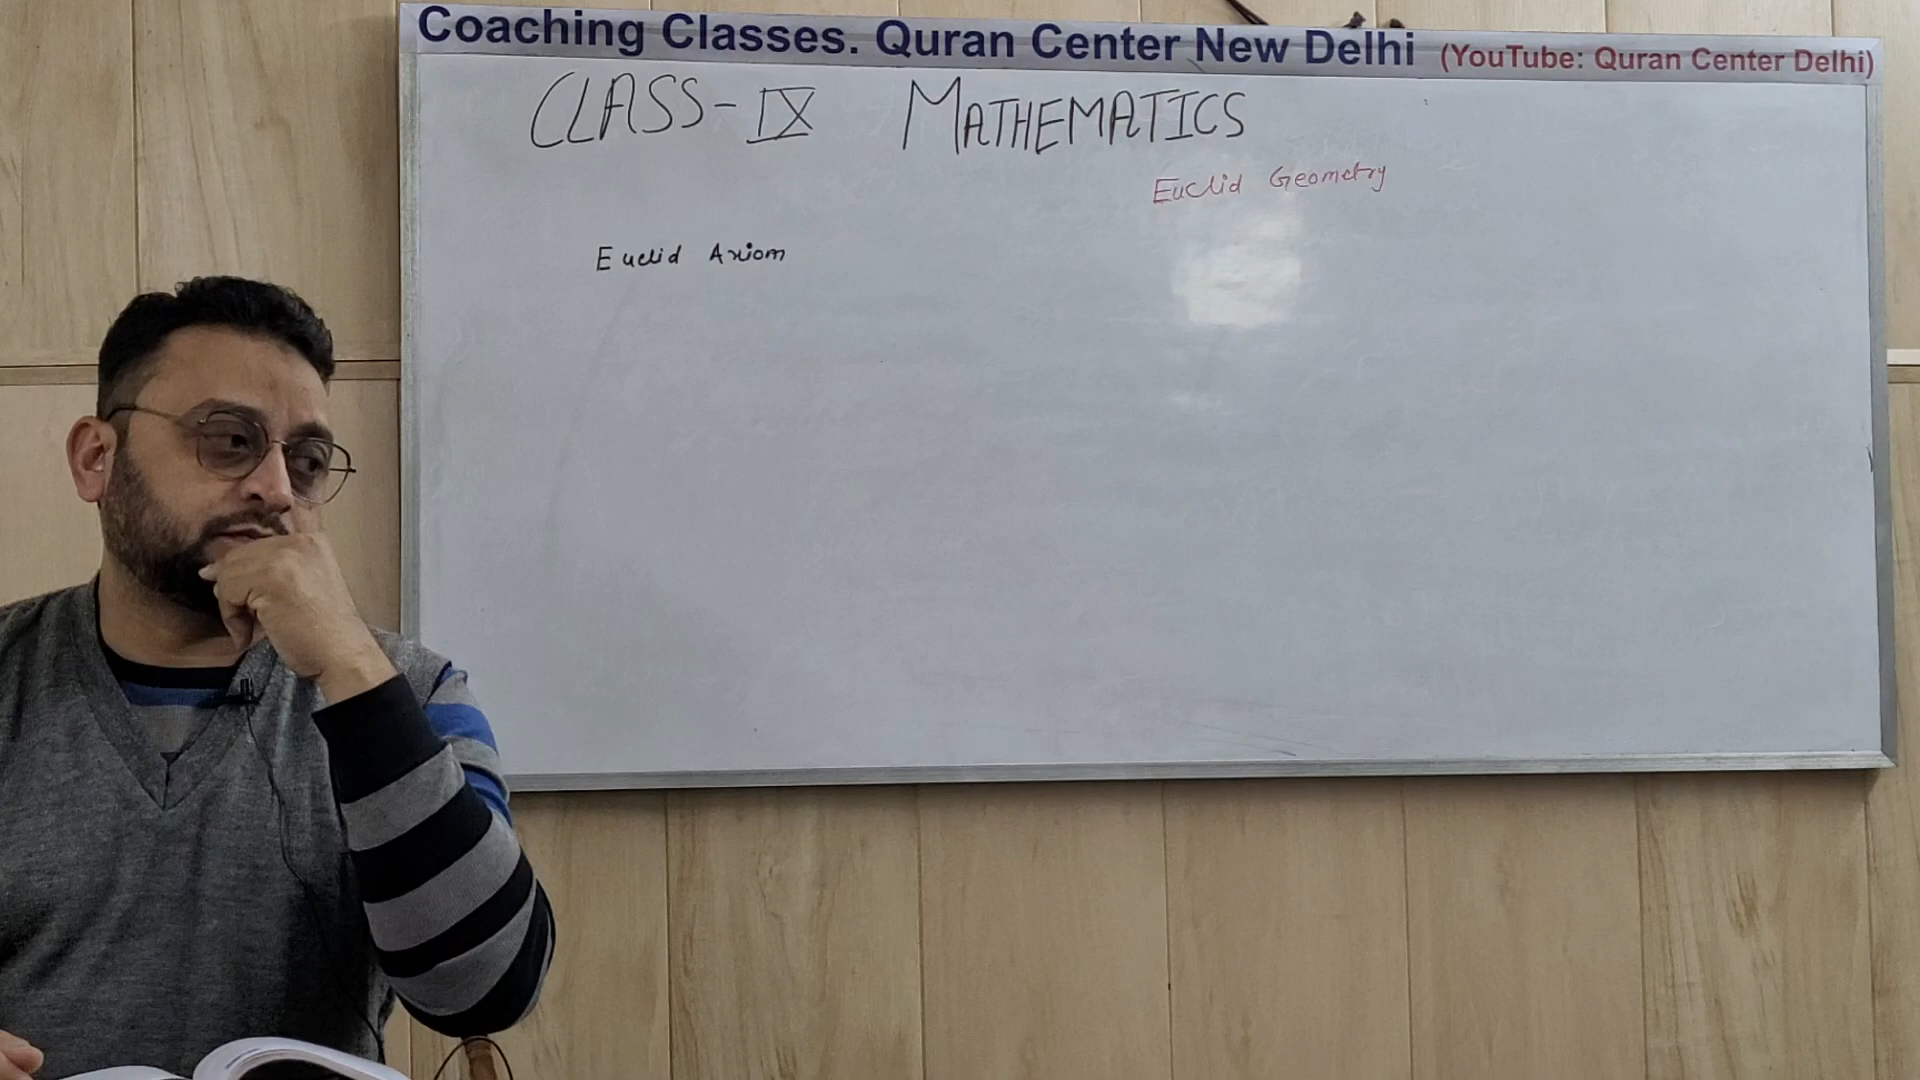 Coaching Classes. Quran Center New Delhi (YouTube: Quran Center Delhi)
CLASS-IX MATHEMATICS
Euclid Geometry
Euclid Axiom